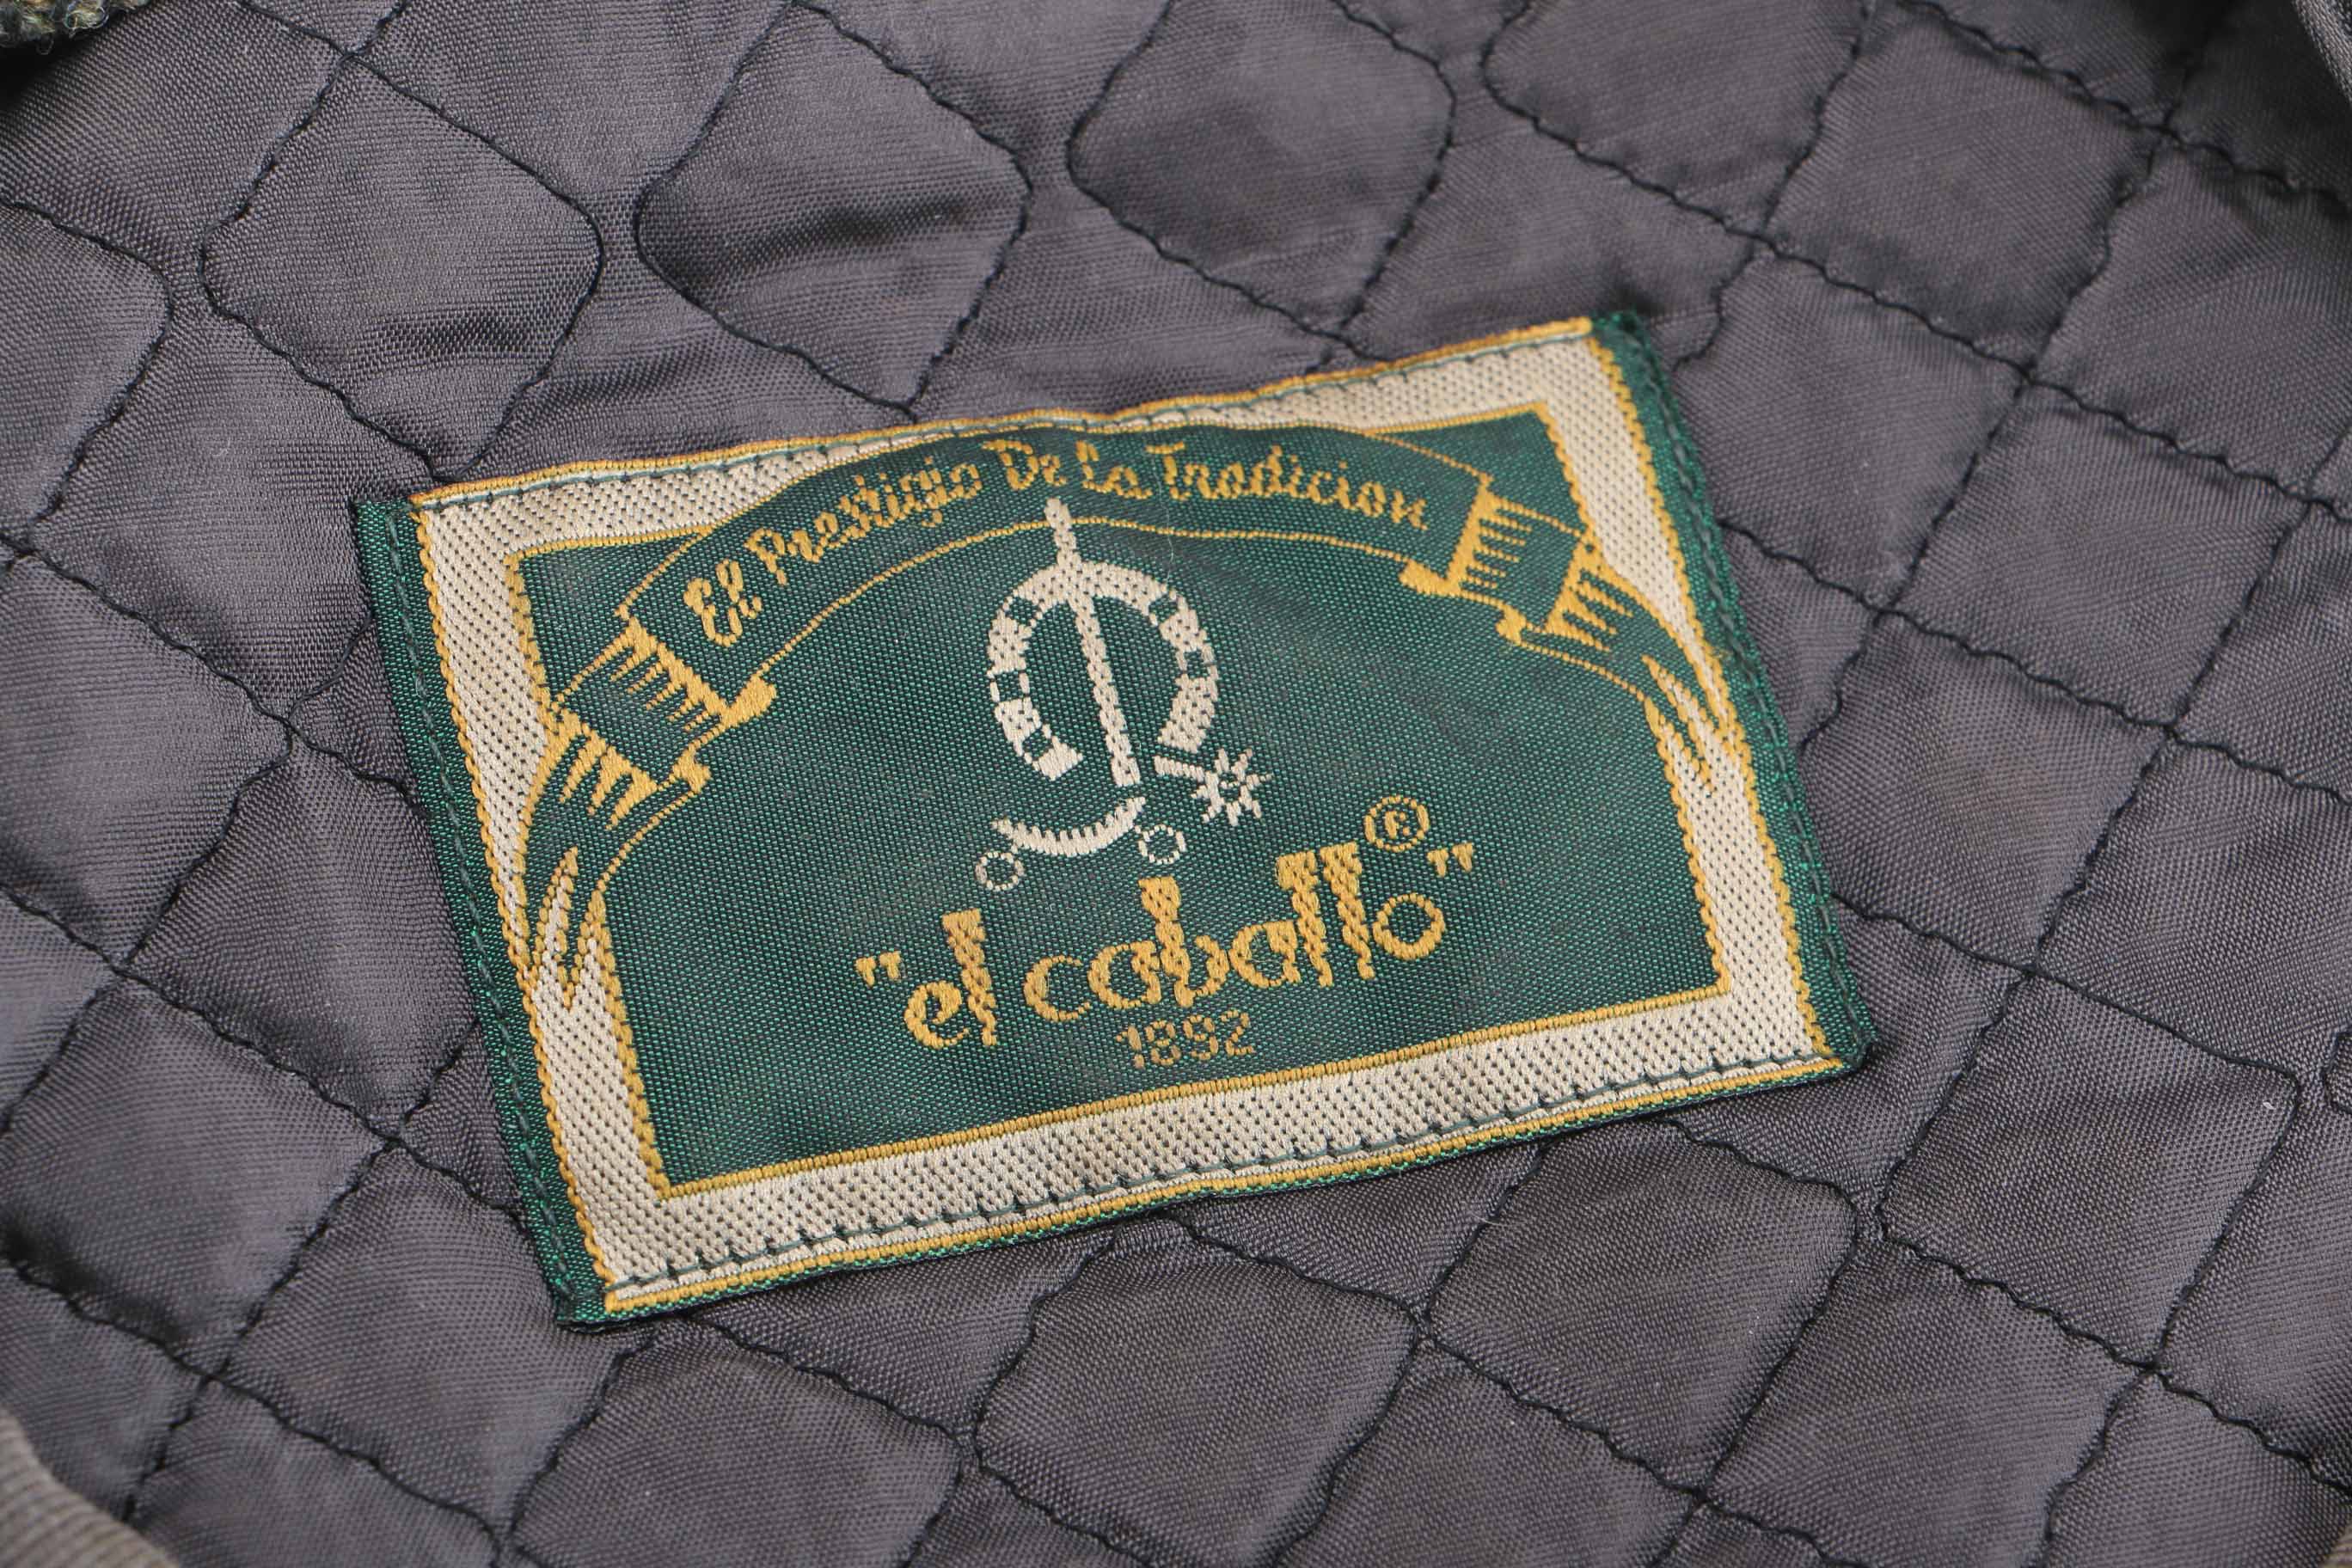 El Prestigio De La Tradicion
"el caballo"®
1892